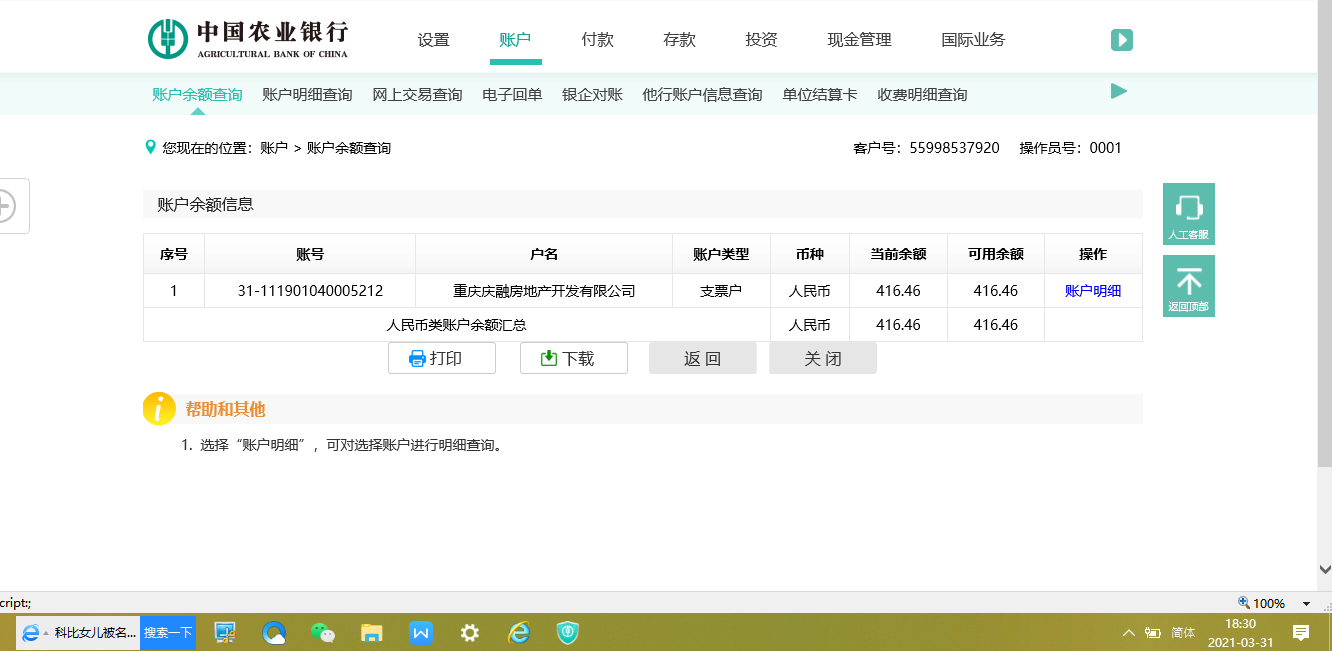 中国农业银行
AGRICULTURAL BANK OF CHINA
设置 账户 付款 存款 投资 现金管理 国际业务
账户余额查询 账户明细查询 网上交易查询 电子回单 银企对账 他行账户信息查询 单位结算卡 收费明细查询
您现在的位置：账户 > 账户余额查询 客户号：55998537920 操作员号：0001
账户余额信息
人工客服
返回顶部
序号 账号 户名 账户类型 币种 当前余额 可用余额 操作
1 31-111901040005212 重庆庆融房地产开发有限公司 支票户 人民币 416.46 416.46 账户明细
人民币类账户余额汇总 人民币 416.46 416.46
打印 下载 返 回 关 闭
帮助和其他
1. 选择“账户明细”，可对选择账户进行明细查询。
cript:; 100%
科比女儿被名... 搜索一下 简体 18:30
2021-03-31